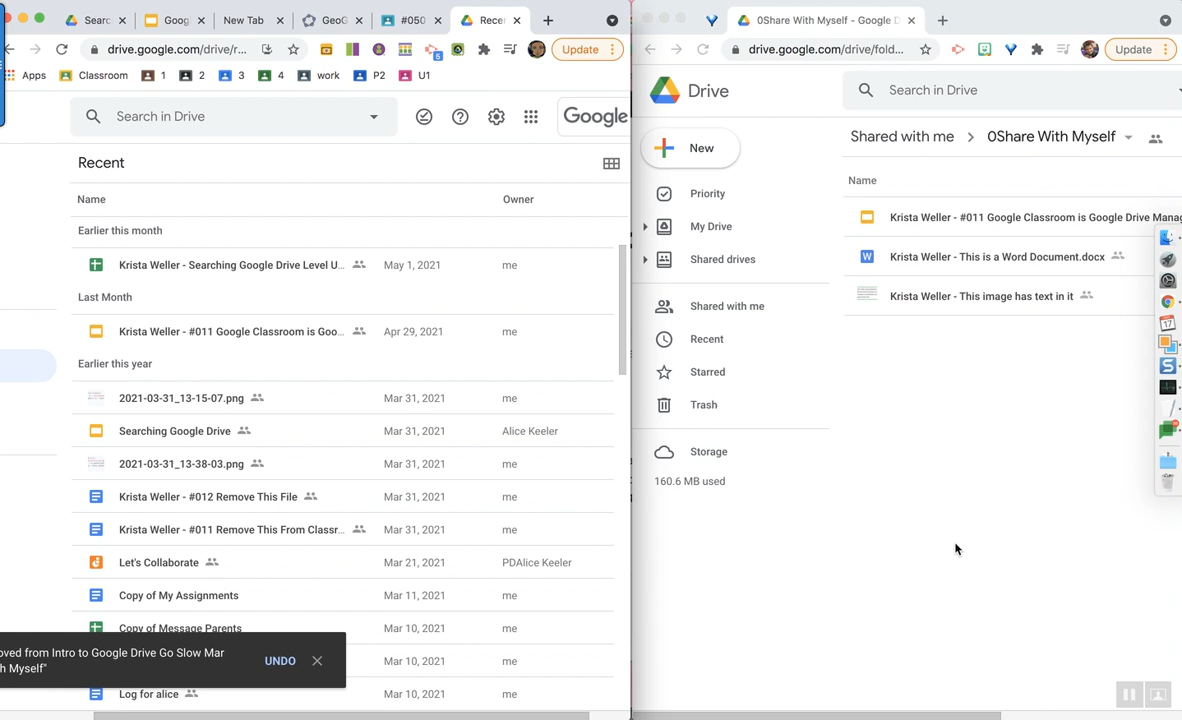 Searc
Goog
New Tab
GeoG
#050
Recer
drive.google.com/drive/r...
5
Update
Apps
Classroom
1
2
3
4
work
P2
U1
Search in Drive
Google
Recent
Name
Owner
Earlier this month
Krista Weller - Searching Google Drive Level U... May 1, 2021 me
Last Month
Krista Weller - #011 Google Classroom is Goo... Apr 29, 2021 me
Earlier this year
2021-03-31_13-15-07.png Mar 31, 2021 me
Searching Google Drive Mar 31, 2021 Alice Keeler
2021-03-31_13-38-03.png Mar 31, 2021 me
Krista Weller - #012 Remove This File Mar 31, 2021 me
Krista Weller - #011 Remove This From Classr... Mar 31, 2021 me
Let's Collaborate Mar 21, 2021 PDAlice Keeler
Copy of My Assignments Mar 11, 2021 me
Copy of Message Parents Mar 10, 2021 me
Mar 10, 2021 me
Log for alice Mar 10, 2021 me
oved from Intro to Google Drive Go Slow Mar
th Myself"
UNDO
0Share With Myself - Google D
drive.google.com/drive/fold...
Update
Drive
Search in Drive
New
Shared with me > 0Share With Myself
Priority
My Drive
Shared drives
Shared with me
Recent
Starred
Trash
Storage
160.6 MB used
Name
Krista Weller - #011 Google Classroom is Google Drive Manag
W
Krista Weller - This is a Word Document.docx
Krista Weller - This image has text in it
17
S